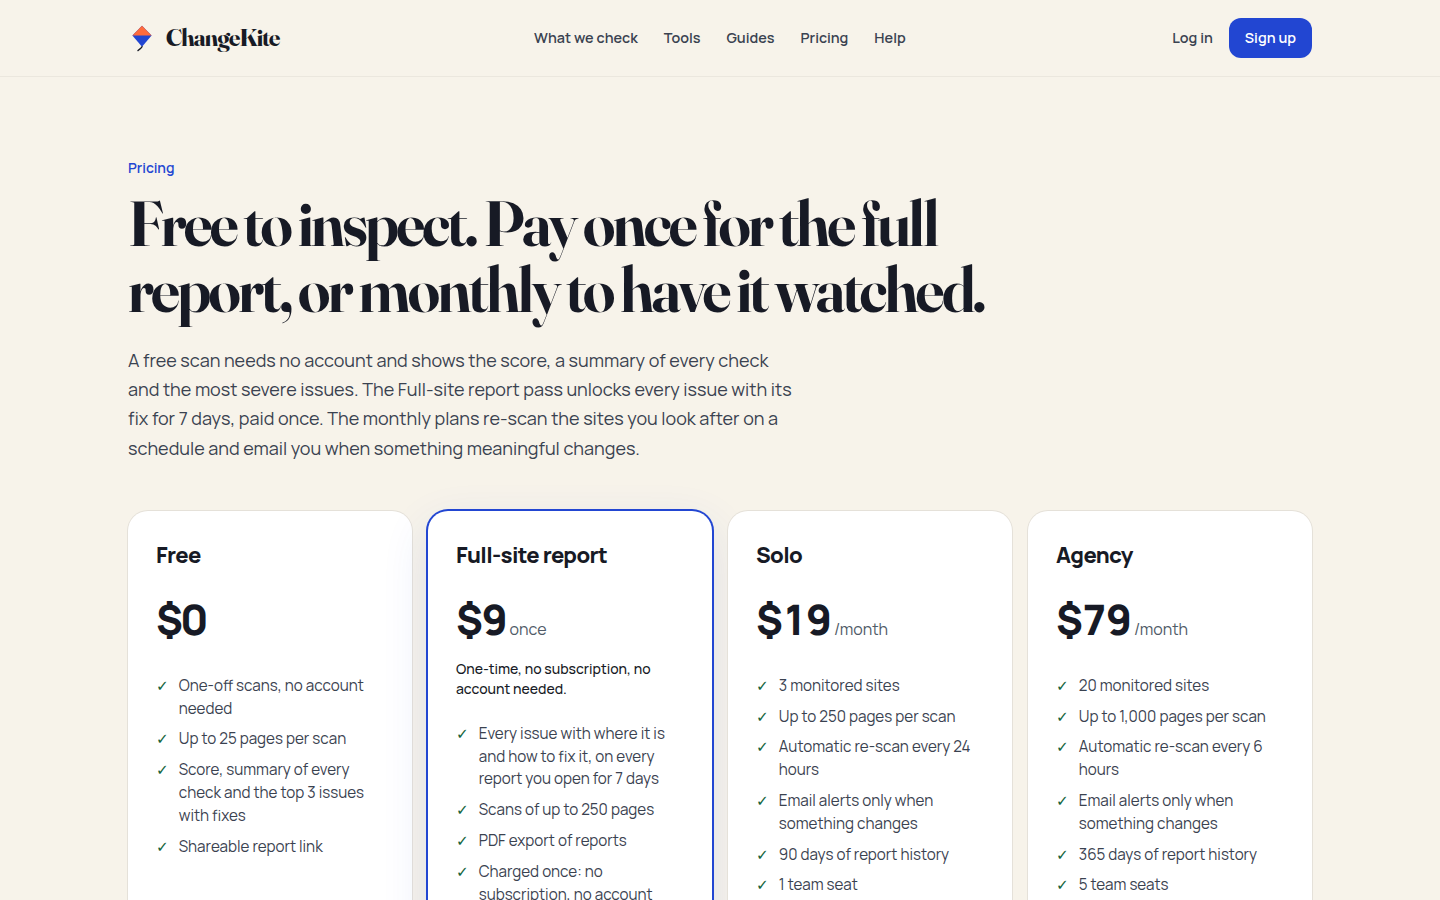 ChangeKite
What we check
Tools
Guides
Pricing
Help
Log in
Sign up
Pricing
Free to inspect. Pay once for the full
report, or monthly to have it watched.
A free scan needs no account and shows the score, a summary of every check
and the most severe issues. The Full-site report pass unlocks every issue with its
fix for 7 days, paid once. The monthly plans re-scan the sites you look after on a
schedule and email you when something meaningful changes.
Free
$0
✓ One-off scans, no account
needed
✓ Up to 25 pages per scan
✓ Score, summary of every
check and the top 3 issues
with fixes
✓ Shareable report link
Full-site report
$9 once
One-time, no subscription, no
account needed.
✓ Every issue with where it is
and how to fix it, on every
report you open for 7 days
✓ Scans of up to 250 pages
✓ PDF export of reports
✓ Charged once: no
subscription, no account
Solo
$19 /month
✓ 3 monitored sites
✓ Up to 250 pages per scan
✓ Automatic re-scan every 24
hours
✓ Email alerts only when
something changes
✓ 90 days of report history
✓ 1 team seat
Agency
$79 /month
✓ 20 monitored sites
✓ Up to 1,000 pages per scan
✓ Automatic re-scan every 6
hours
✓ Email alerts only when
something changes
✓ 365 days of report history
✓ 5 team seats